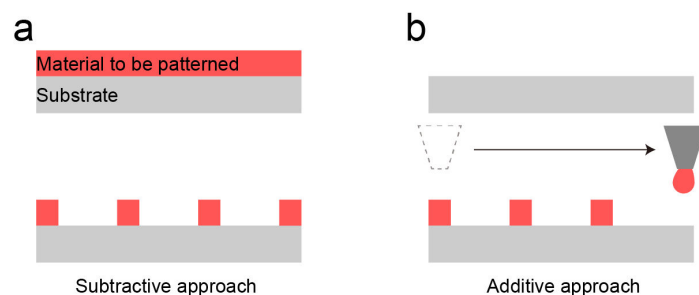 a
b
Material to be patterned
Substrate
Subtractive approach
Additive approach